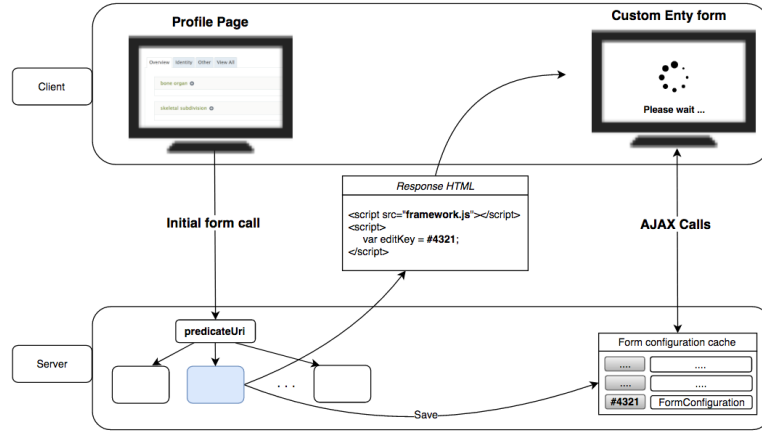 Profile Page
Custom Enty form
Client
Overview Identity Other View All
bone organ
skeletal subdivision
Please wait ...
Response HTML
<script src="framework.js"></script>
<script>
var editKey = #4321;
</script>
Initial form call
AJAX Calls
predicateUri
Server
. . .
Form configuration cache
.... ....
.... ....
#4321 FormConfiguration
Save